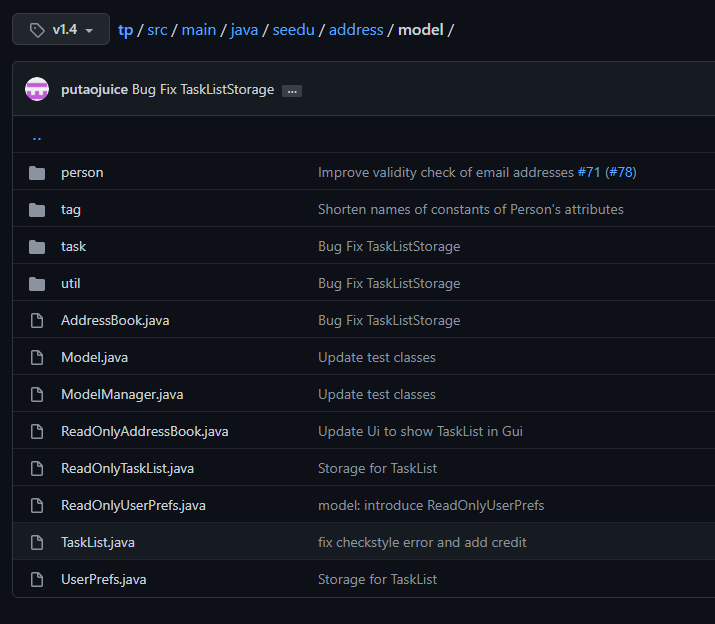 v1.4 tp / src / main / java / seedu / address / model /
putaojuice Bug Fix TaskListStorage ...
..
person Improve validity check of email addresses #71 (#78)
tag Shorten names of constants of Person's attributes
task Bug Fix TaskListStorage
util Bug Fix TaskListStorage
AddressBook.java Bug Fix TaskListStorage
Model.java Update test classes
ModelManager.java Update test classes
ReadOnlyAddressBook.java Update Ui to show TaskList in Gui
ReadOnlyTaskList.java Storage for TaskList
ReadOnlyUserPrefs.java model: introduce ReadOnlyUserPrefs
TaskList.java fix checkstyle error and add credit
UserPrefs.java Storage for TaskList